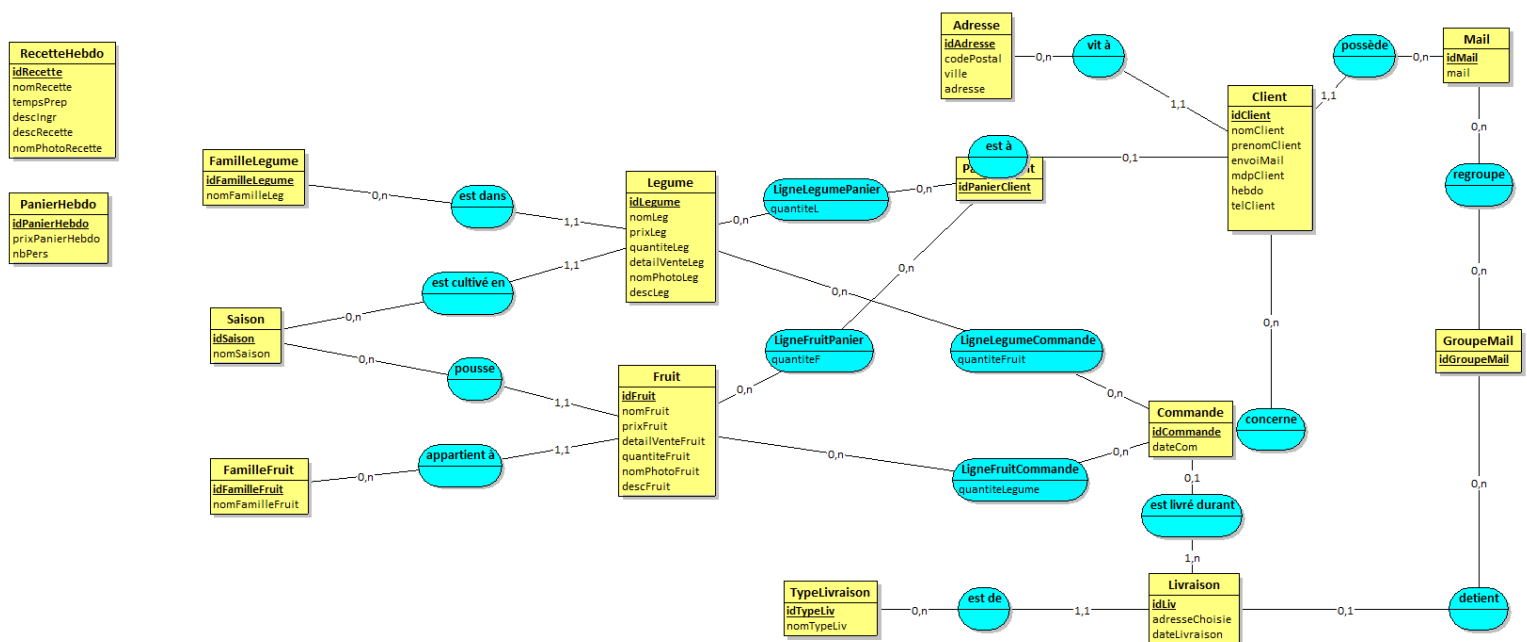 RecetteHebdo
idRecette
nomRecette
tempsPrep
descIngr
descRecette
nomPhotoRecette
PanierHebdo
idPanierHebdo
prixPanierHebdo
nbPers
FamilleLegume
idFamilleLegume
nomFamilleLeg
0,n
est dans
1,1
Saison
idSaison
nomSaison
0,n
est cultivé en
1,1
0,n
pousse
1,1
FamilleFruit
idFamilleFruit
nomFamilleFruit
0,n
appartient à
1,1
Legume
idLegume
nomLeg
prixLeg
quantiteLeg
detailVenteLeg
nomPhotoLeg
descLeg
0,n
LigneLegumePanier
quantiteL
0,n
Fruit
idFruit
nomFruit
prixFruit
detailVenteFruit
quantiteFruit
nomPhotoFruit
descFruit
0,n
LigneFruitPanier
quantiteF
0,n
0,n
LigneLegumeCommande
quantiteFruit
0,n
0,n
LigneFruitCommande
quantiteLegume
0,n
Adresse
idAdresse
codePostal
ville
adresse
0,n
vit à
1,1
est à
idPanierClient
0,1
Client
idClient
nomClient
prenomClient
envoiMail
mdpClient
hebdo
telClient
possède
1,1
0,n
Mail
idMail
mail
0,n
regroupe
0,n
GroupeMail
idGroupeMail
0,n
detient
0,1
0,n
concerne
Commande
idCommande
dateCom
0,1
est livré durant
1,n
Livraison
idLiv
adresseChoisie
dateLivraison
1,1
est de
0,n
TypeLivraison
idTypeLiv
nomTypeLiv